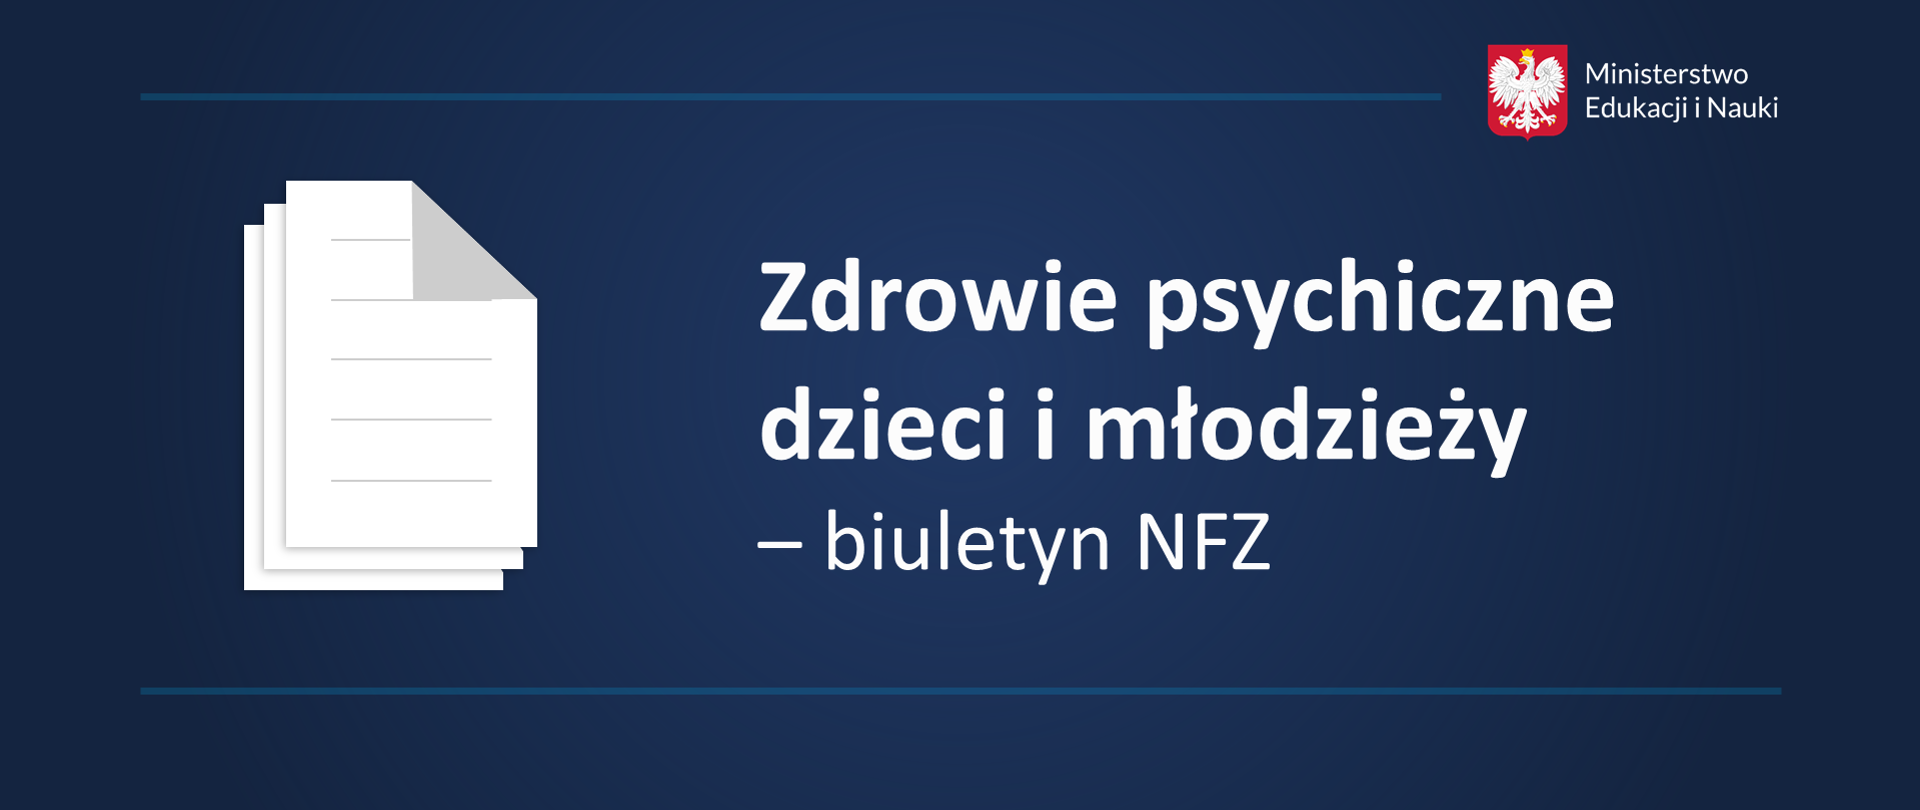 Ministerstwo
Edukacji i Nauki
Zdrowie psychiczne
dzieci i młodzieży
– biuletyn NFZ